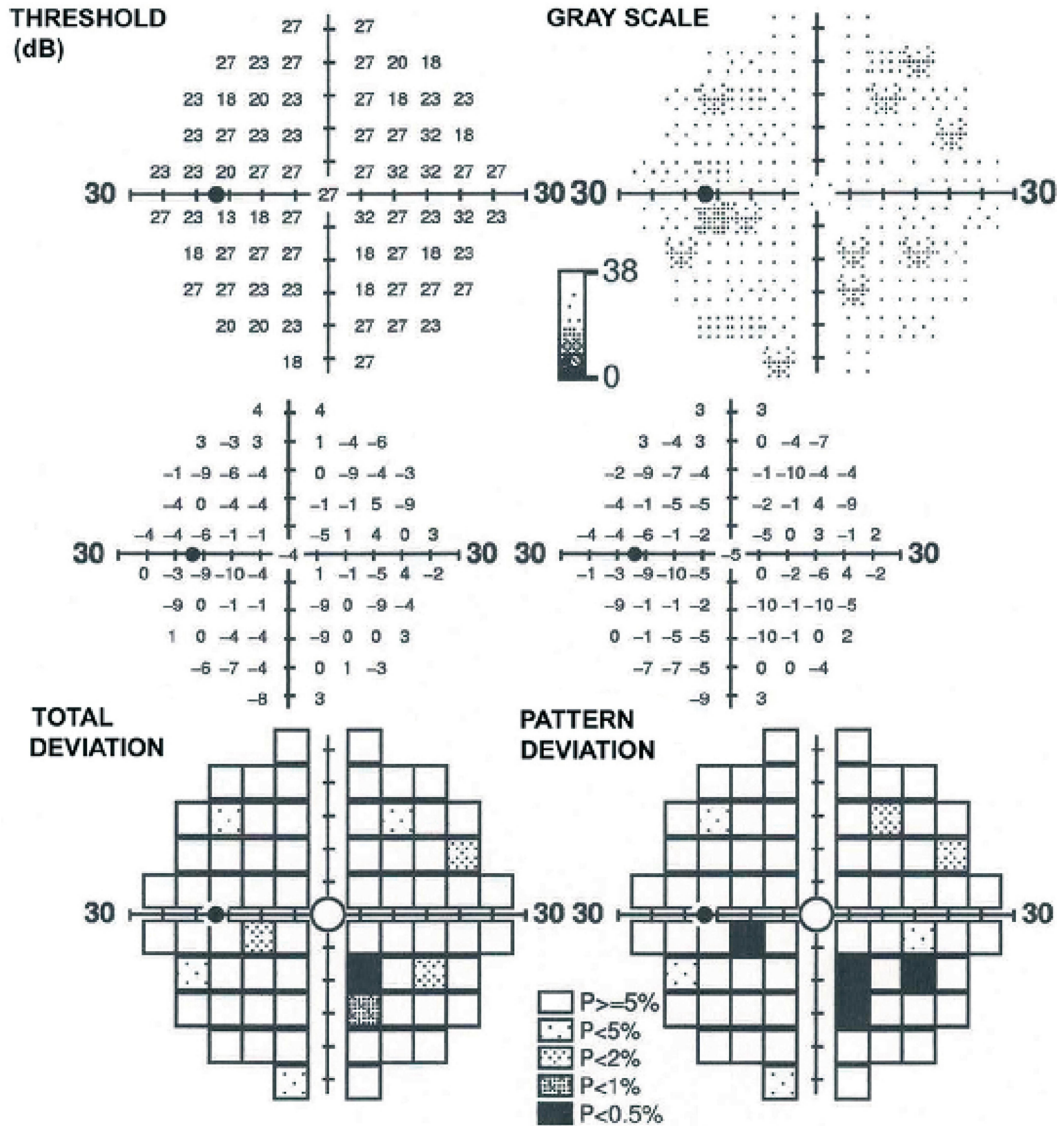 THRESHOLD (dB)
GRAY SCALE
27 27
27 23 27 27 20 18
23 18 20 23 27 18 23 23
23 27 23 23 27 27 32 18
23 23 20 27 27 27 32 32 27 27
30 27 30 30 30
27 23 13 18 27 32 27 23 32 23
18 27 27 27 18 27 18 23
27 27 23 23 18 27 27 27
20 20 23 27 27 23
18 27
38
0
4 4 3 3
3 -3 3 1 -4 -6 3 -4 3 0 -4 -7
-1 -9 -6 -4 0 -9 -4 -3 -2 -9 -7 -4 -1 -10 -4 -4
-4 0 -4 -4 -1 -1 5 -9 -4 -1 -5 -5 -2 -1 4 -9
-4 -4 -6 -1 -1 -5 1 4 0 3 -4 -4 -6 -1 -2 -5 0 3 -1 2
30 -4 30 30 -5 30
0 -3 -9 -10 -4 1 -1 -5 4 -2 -1 -3 -9 -10 -5 0 -2 -6 4 -2
-9 0 -1 -1 -9 0 -9 -4 -9 -1 -1 -2 -10 -1 -10 -5
1 0 -4 -4 -9 0 0 3 0 -1 -5 -5 -10 -1 0 2
-6 -7 -4 0 1 -3 -7 -7 -5 0 0 -4
-8 3 -9 3
TOTAL DEVIATION
PATTERN DEVIATION
30 30 30 30
P>=5%
P<5%
P<2%
P<1%
P<0.5%